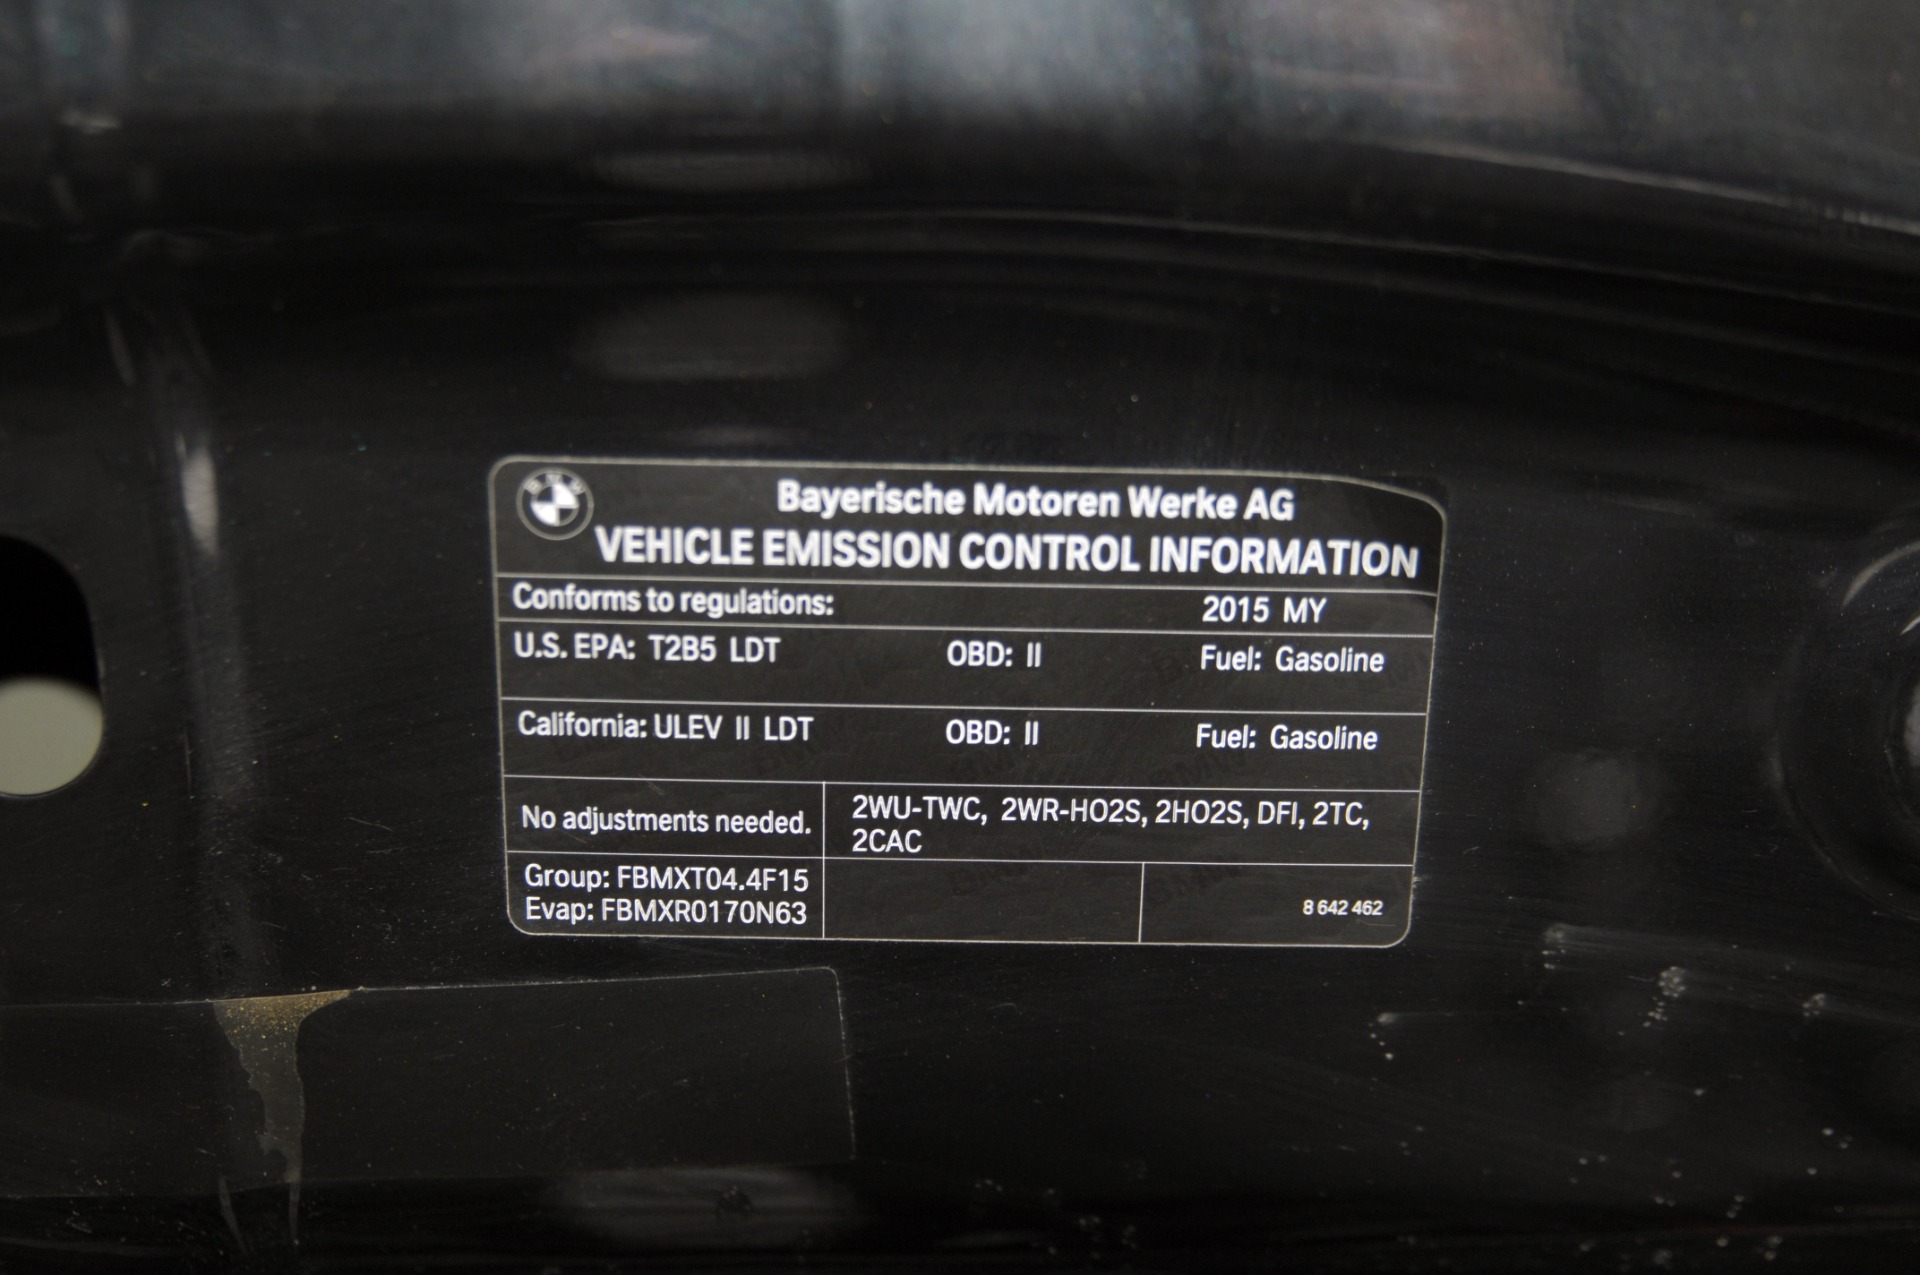 BMW
Bayerische Motoren Werke AG
VEHICLE EMISSION CONTROL INFORMATION
Conforms to regulations: 2015 MY
U.S. EPA: T2B5 LDT OBD: II Fuel: Gasoline
California: ULEV II LDT OBD: II Fuel: Gasoline
No adjustments needed.
2WU-TWC, 2WR-HO2S, 2HO2S, DFI, 2TC,
2CAC
Group: FBMXT04.4F15
Evap: FBMXR0170N63
8 642 462